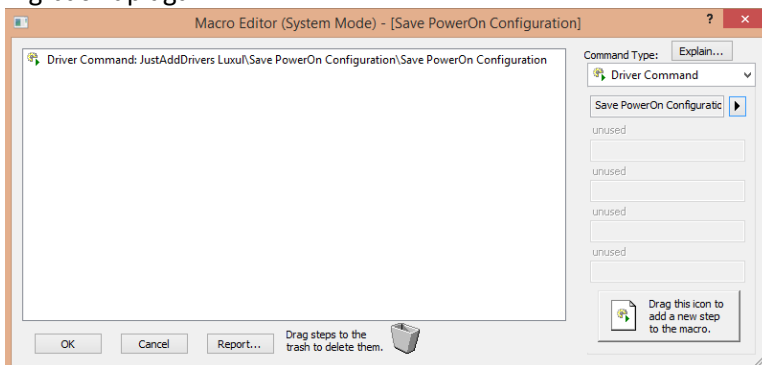 Macro Editor (System Mode) - [Save PowerOn Configuration]
?
×
Driver Command: JustAddDrivers Luxul\Save PowerOn Configuration\Save PowerOn Configuration
Command Type:
Explain...
Driver Command
Save PowerOn Configuratic
unused
unused
unused
unused
Drag this icon to
add a new step
to the macro.
OK
Cancel
Report...
Drag steps to the
trash to delete them.